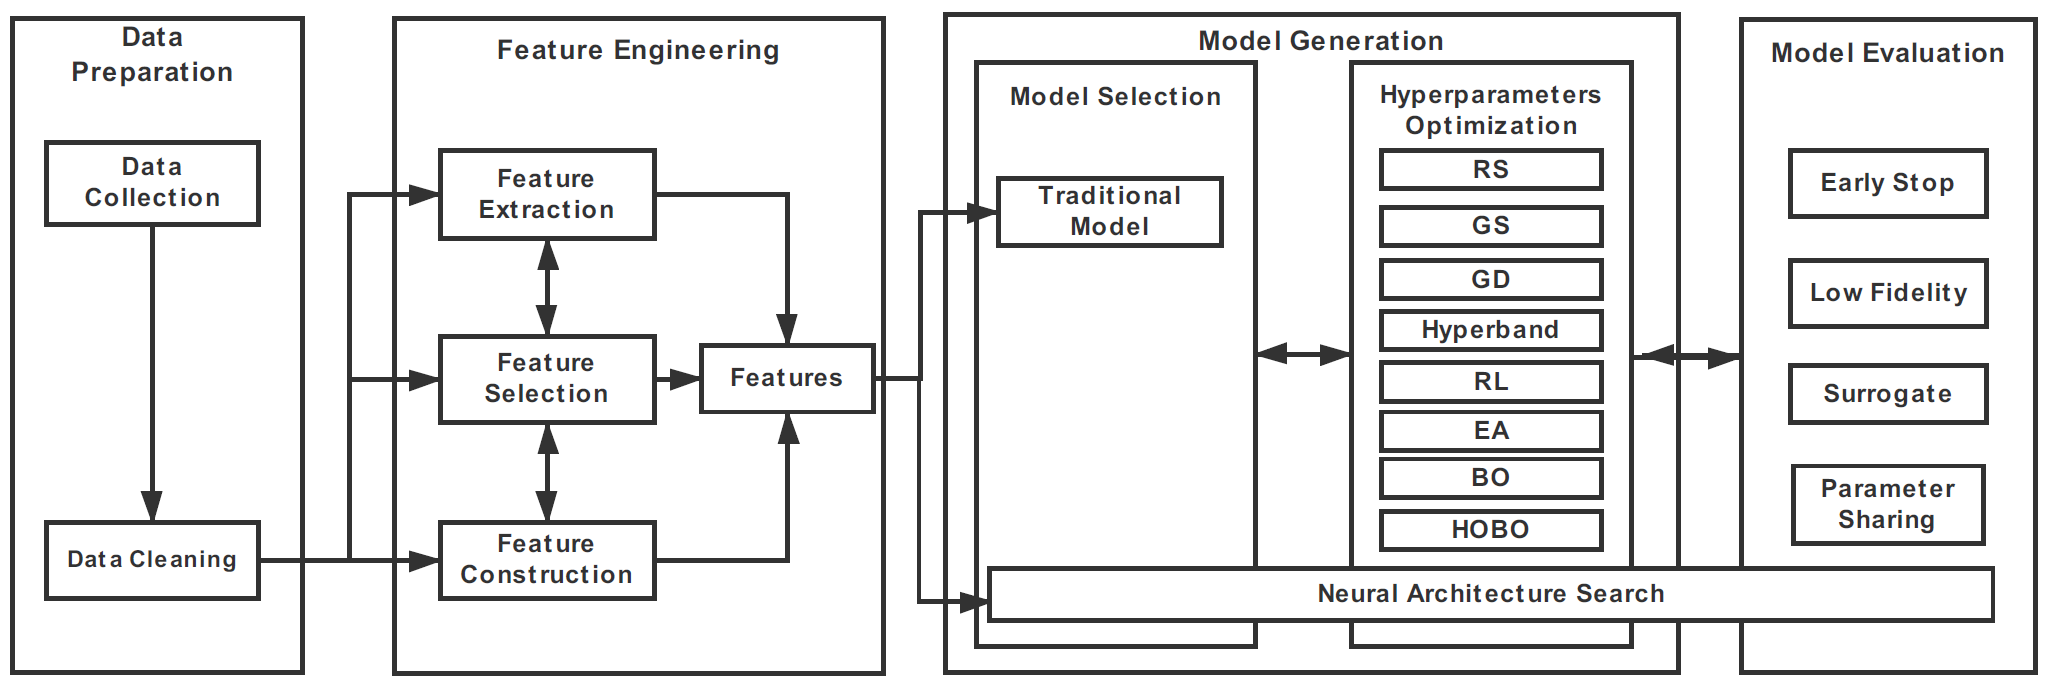 Data
Preparation
Data
Collection
Data Cleaning
Feature Engineering
Feature
Extraction
Feature
Selection
Feature
Construction
Features
Model Generation
Model Selection
Traditional
Model
Hyperparameters
Optimization
RS
GS
GD
Hyperband
RL
EA
BO
HOBO
Neural Architecture Search
Model Evaluation
Early Stop
Low Fidelity
Surrogate
Parameter
Sharing